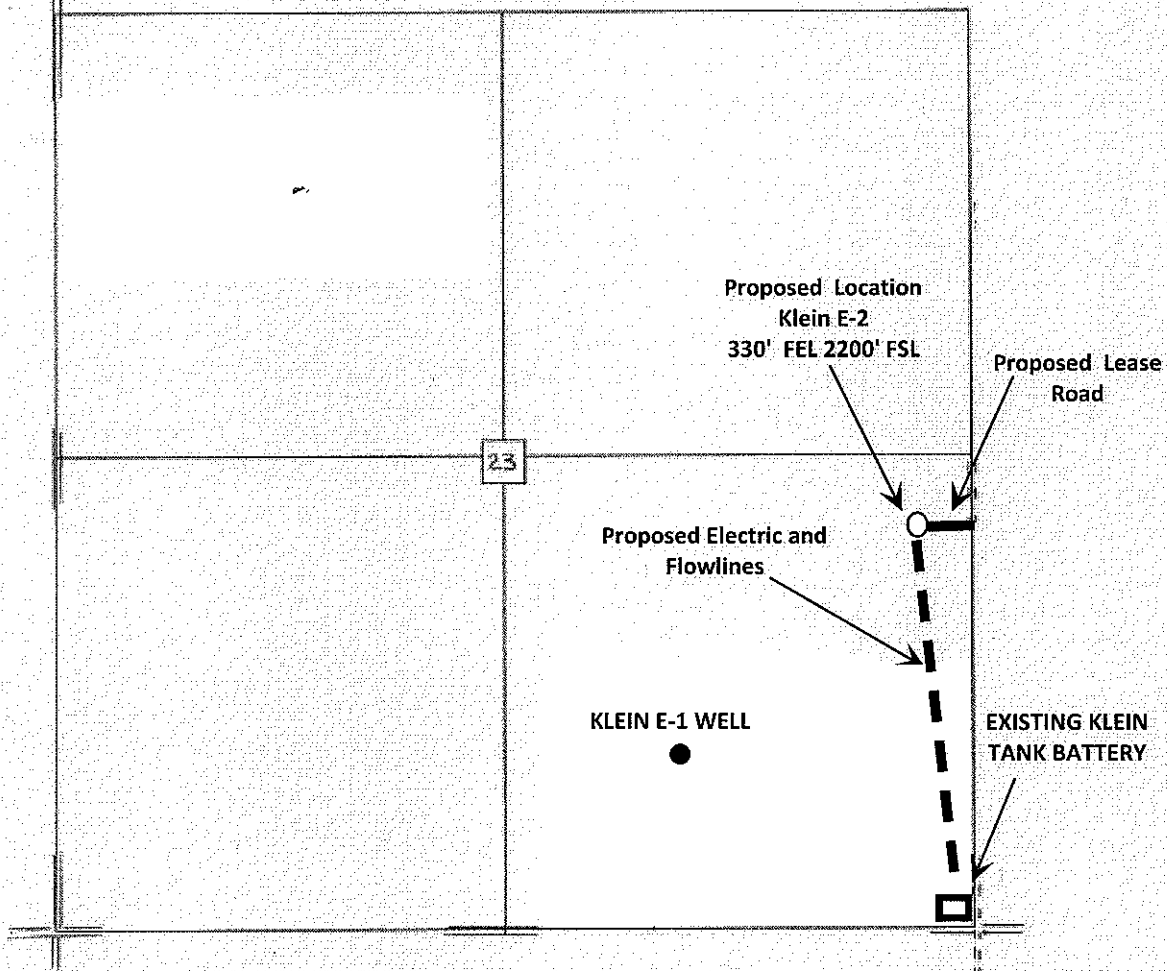 Proposed Location
Klein E-2
330' FEL 2200' FSL
Proposed Lease
Road
23
Proposed Electric and
Flowlines
KLEIN E-1 WELL
EXISTING KLEIN
TANK BATTERY